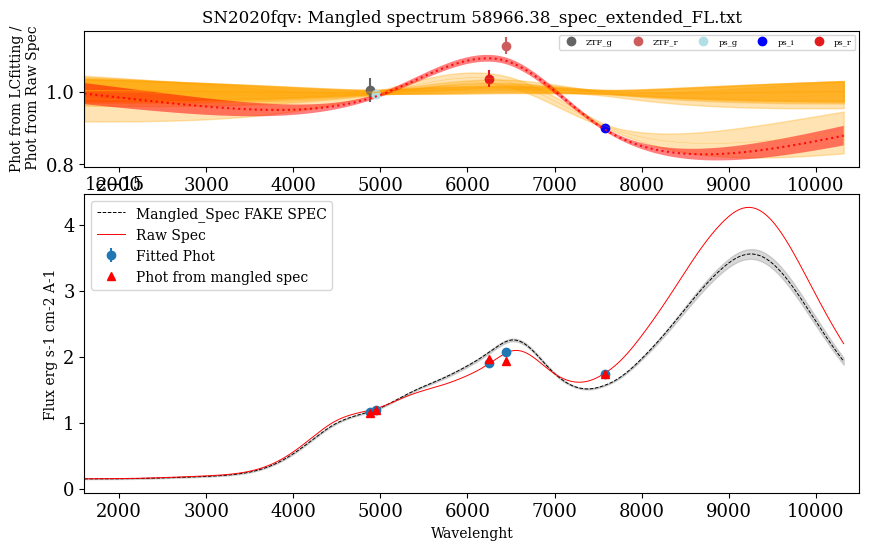 SN2020fqv: Mangled spectrum 58966.38_spec_extended_FL.txt
Phot from LCfitting /
Phot from Raw Spec
1.0
0.8
ZTF_g
ZTF_r
ps_g
ps_i
ps_r
2000 3000 4000 5000 6000 7000 8000 9000 10000
Flux erg s-1 cm-2 A-1
4
3
2
1
0
Mangled_Spec FAKE SPEC
Raw Spec
Fitted Phot
Phot from mangled spec
2000 3000 4000 5000 6000 7000 8000 9000 10000
Wavelenght